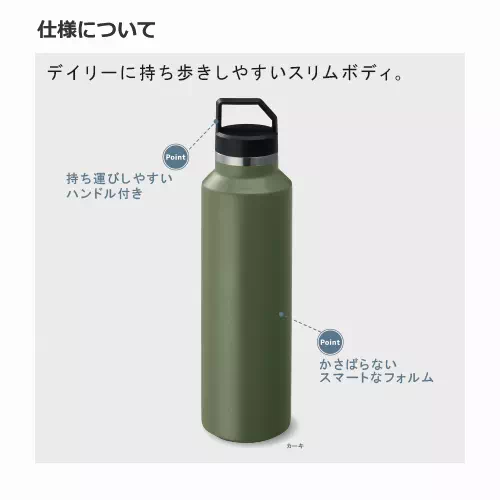 仕様について
デイリーに持ち歩きしやすいスリムボディ。
Point
持ち運びしやすい
ハンドル付き
Point
かさばらない
スマートなフォルム
カーキ